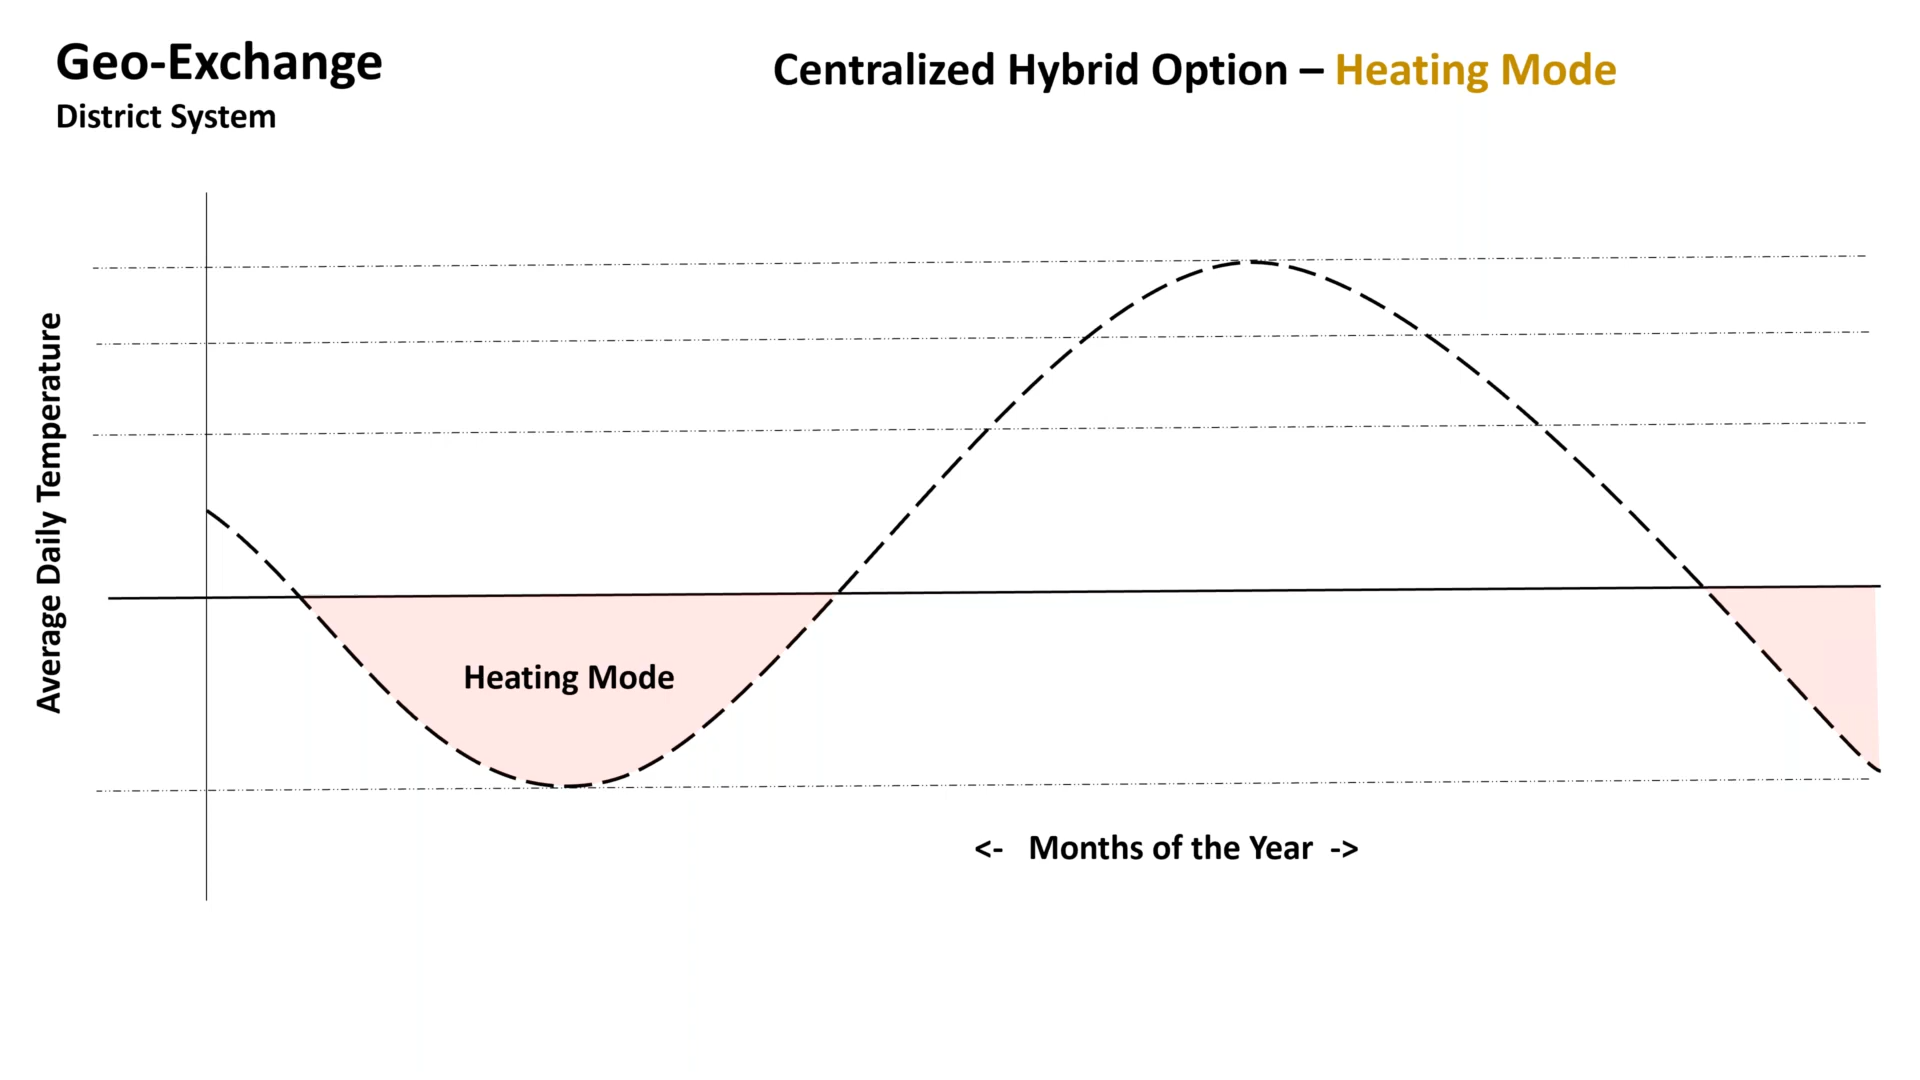 Geo-Exchange
District System
Centralized Hybrid Option – Heating Mode
Average Daily Temperature
Heating Mode
<- Months of the Year ->